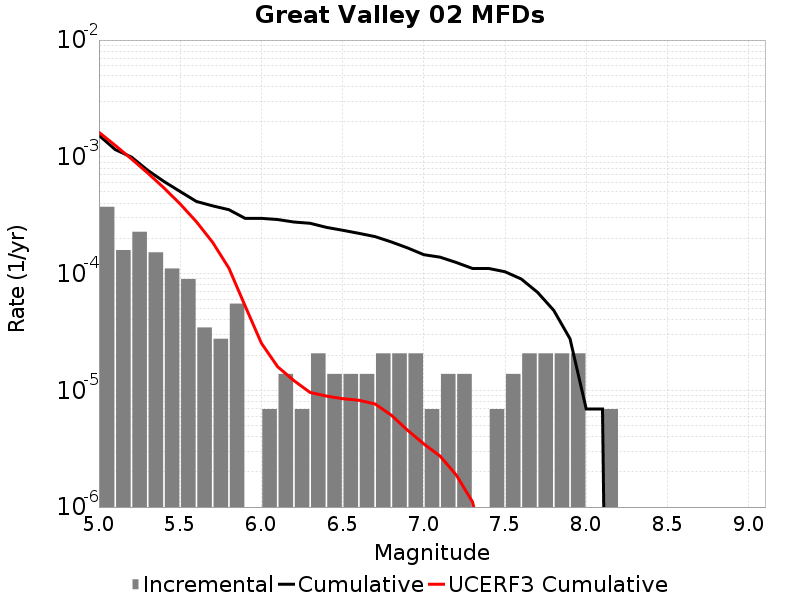 Great Valley 02 MFDs
10-2
10-3
10-4
10-5
10-6
Rate (1/yr)
5.0 5.5 6.0 6.5 7.0 7.5 8.0 8.5 9.0
Magnitude
Incremental Cumulative UCERF3 Cumulative